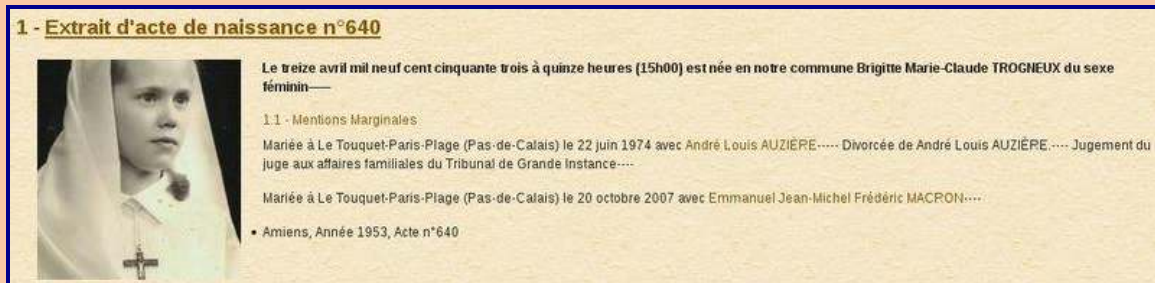 1 - Extrait d'acte de naissance n°640
Le treize avril mil neuf cent cinquante trois à quinze heures (15h00) est née en notre commune Brigitte Marie-Claude TROGNEUX du sexe
féminin-----
1.1 - Mentions Marginales
Mariée à Le Touquet-Paris-Plage (Pas-de-Calais) le 22 juin 1974 avec André Louis AUZIÈRE----- Divorcée de André Louis AUZIÈRE.---- Jugement du
juge aux affaires familiales du Tribunal de Grande Instance----
Mariée à Le Touquet-Paris-Plage (Pas-de-Calais) le 20 octobre 2007 avec Emmanuel Jean-Michel Frédéric MACRON----
• Amiens, Année 1953, Acte n°640